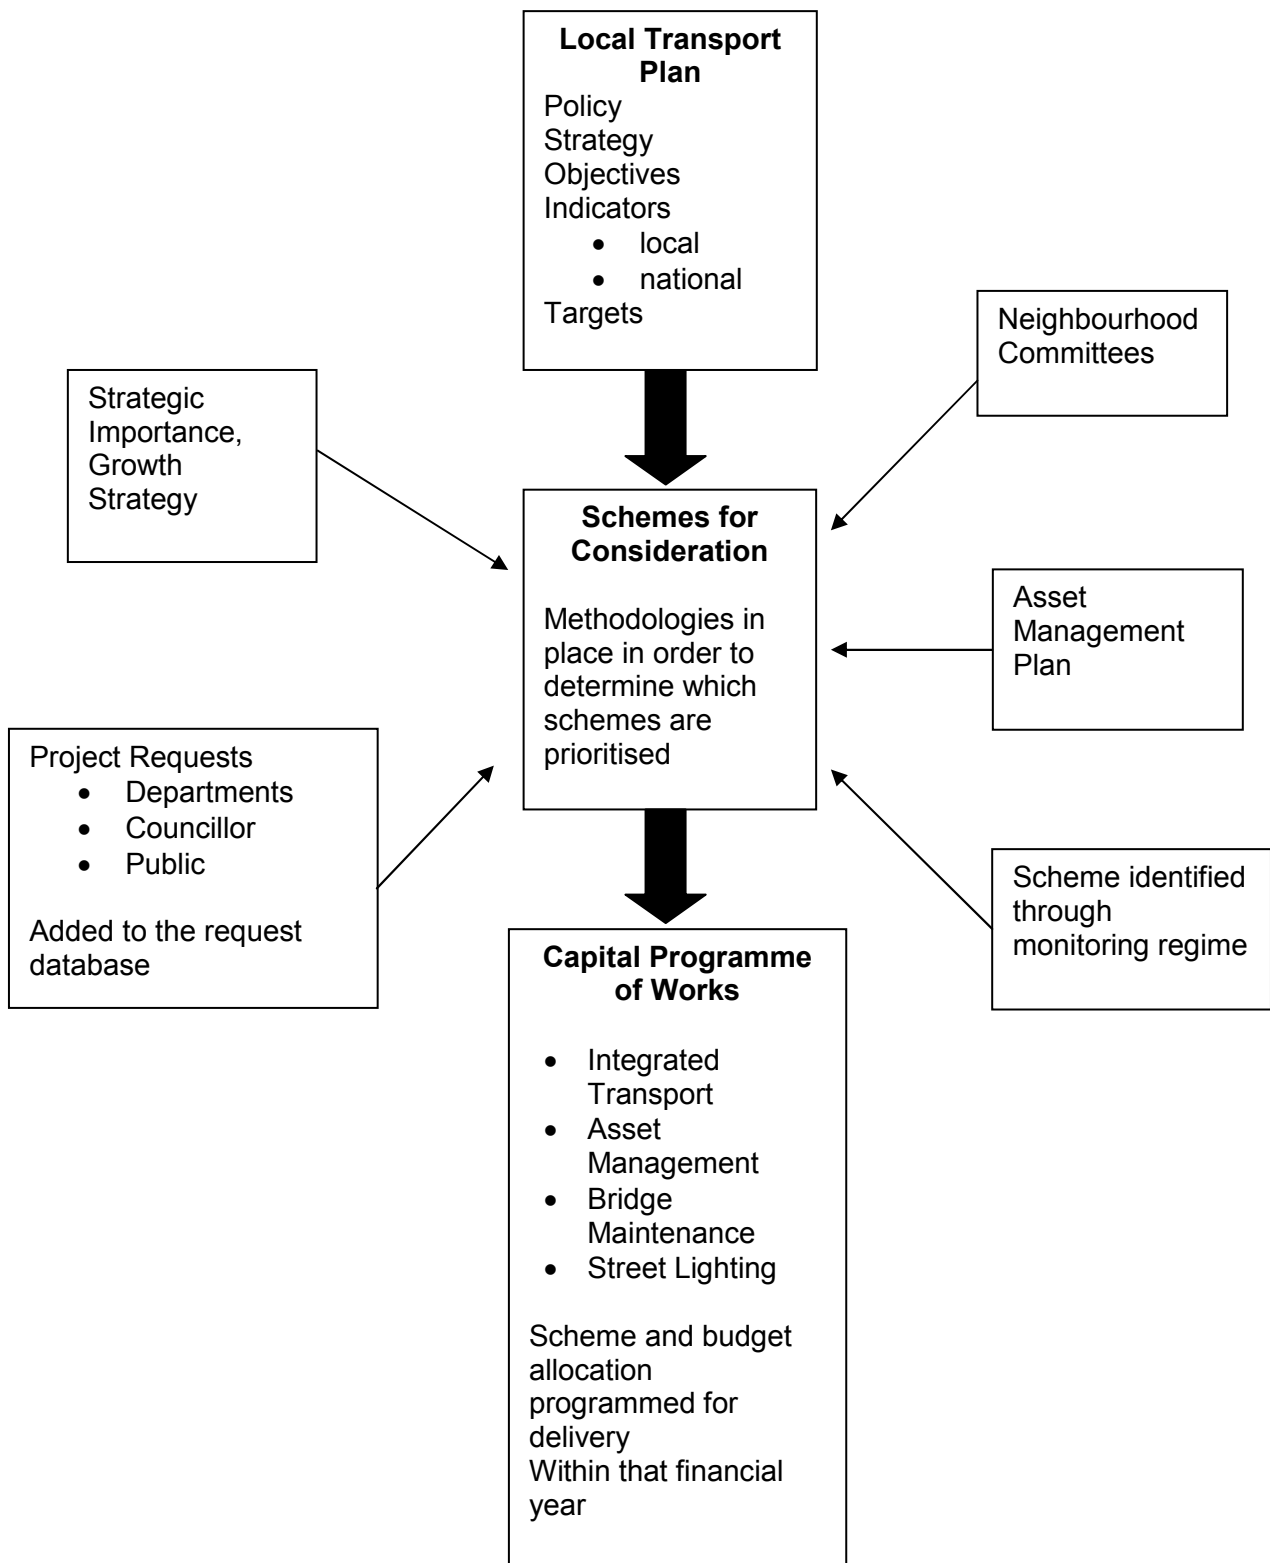 Local Transport
Plan
Policy
Strategy
Objectives
Indicators
• local
• national
Targets
Neighbourhood
Committees
Strategic
Importance,
Growth
Strategy
Schemes for
Consideration
Methodologies in
place in order to
determine which
schemes are
prioritised
Asset
Management
Plan
Project Requests
• Departments
• Councillor
• Public
Added to the request
database
Scheme identified
through
monitoring regime
Capital Programme
of Works
• Integrated
Transport
• Asset
Management
• Bridge
Maintenance
• Street Lighting
Scheme and budget
allocation
programmed for
delivery
Within that financial
year